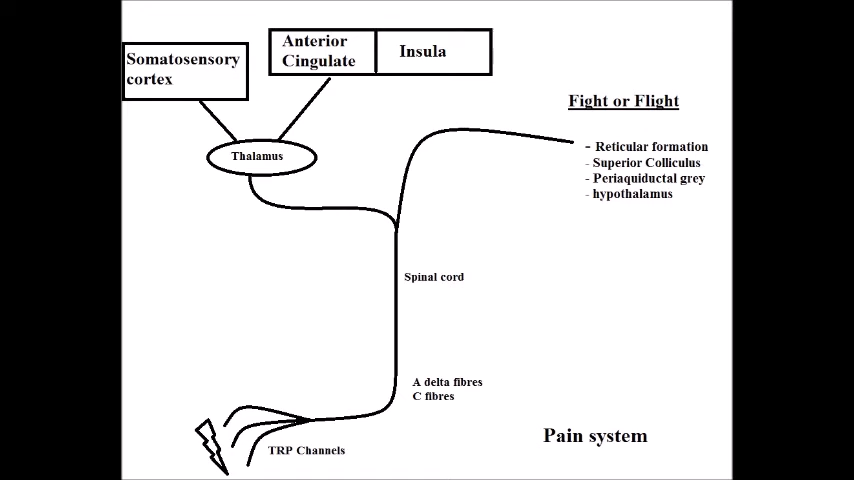 Somatosensory
cortex
Anterior
Cingulate
Insula
Thalamus
Fight or Flight
- Reticular formation
- Superior Colliculus
- Periaquiductal grey
- hypothalamus
Spinal cord
A delta fibres
C fibres
TRP Channels
Pain system